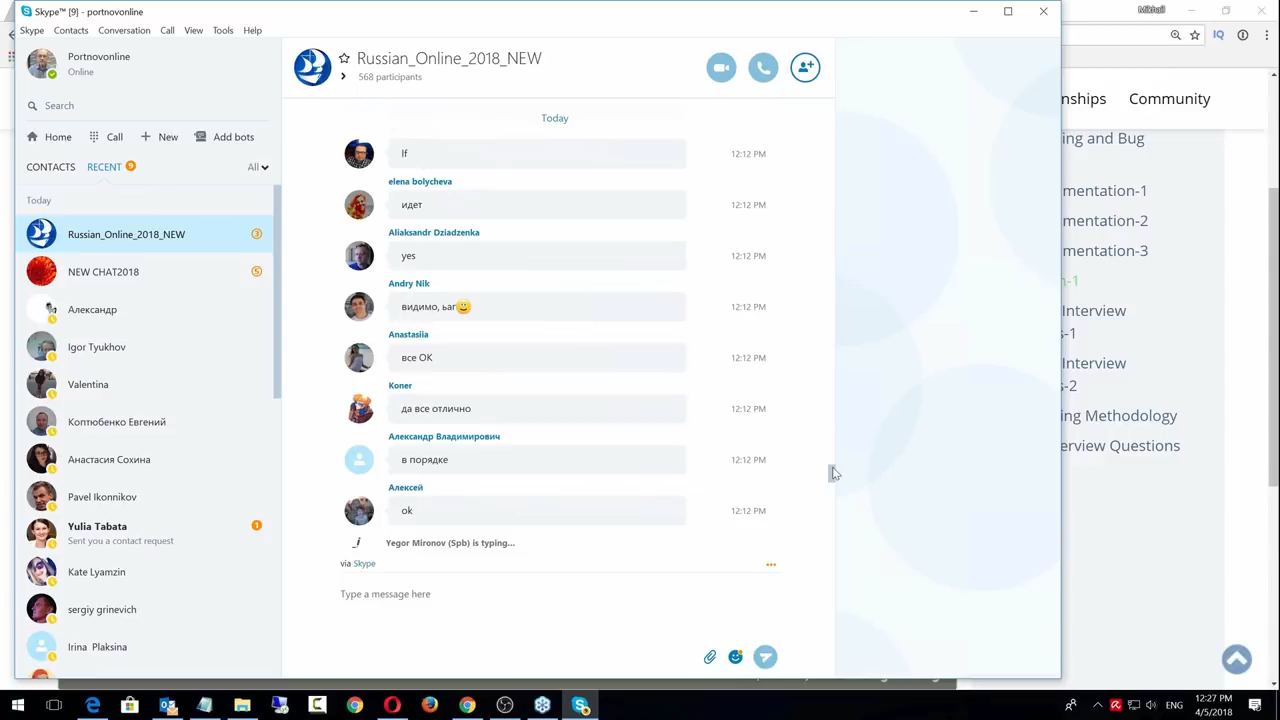 Skype™ [9] - portnovonline
Mikhail
Skype Contacts Conversation Call View Tools Help
Portnovonline
Online
Search
Home Call New Add bots
CONTACTS RECENT 9 All
Today
Russian_Online_2018_NEW 3
NEW CHAT2018 5
Александр
Igor Tyukhov
Valentina
Коптюбенко Евгений
Анастасия Сохина
Pavel Ikonnikov
Yulia Tabata 1
Sent you a contact request
Kate Lyamzin
sergiy grinevich
Irina Plaksina
Russian_Online_2018_NEW
568 participants
Today
lf 12:12 PM
elena bolycheva
идет 12:12 PM
Aliaksandr Dziadzenka
yes 12:12 PM
Andry Nik
видимо, ьаг 12:12 PM
Anastasiia
все ОК 12:12 PM
Koner
да все отлично 12:12 PM
Александр Владимирович
в порядке 12:12 PM
Алексей
ok 12:12 PM
_i Yegor Mironov (Spb) is typing...
via Skype
Type a message here
nships Community
ing and Bug
mentation-1
mentation-2
mentation-3
n-1
Interview
s-1
Interview
s-2
ing Methodology
erview Questions
ENG
12:27 PM
4/5/2018